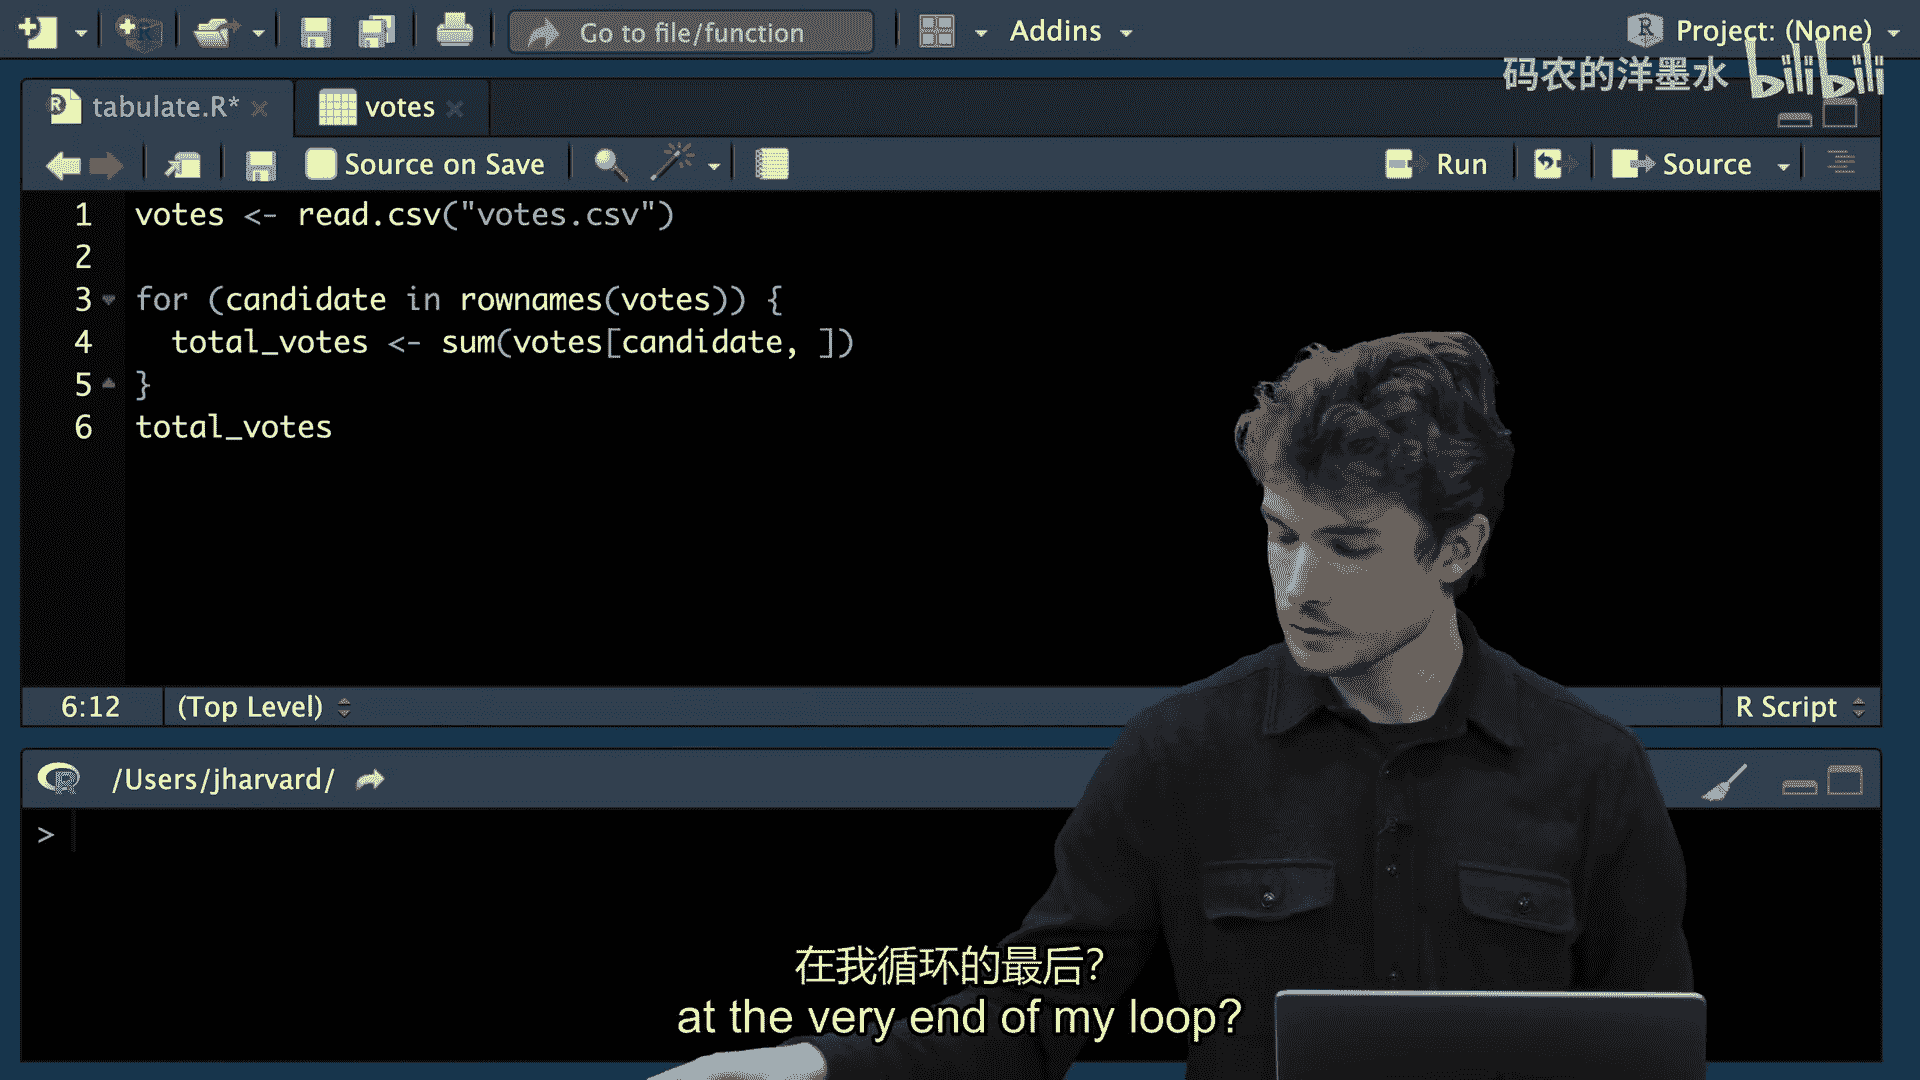 Go to file/function
Addins
Project: (None)
码农的洋墨水 bilibili
tabulate.R*
votes
Source on Save
Run
Source
1 votes <- read.csv("votes.csv")
2
3 for (candidate in rownames(votes)) {
4 total_votes <- sum(votes[candidate, ])
5 }
6 total_votes
6:12
(Top Level)
R Script
/Users/jharvard/
>
在我循环的最后?
at the very end of my loop?